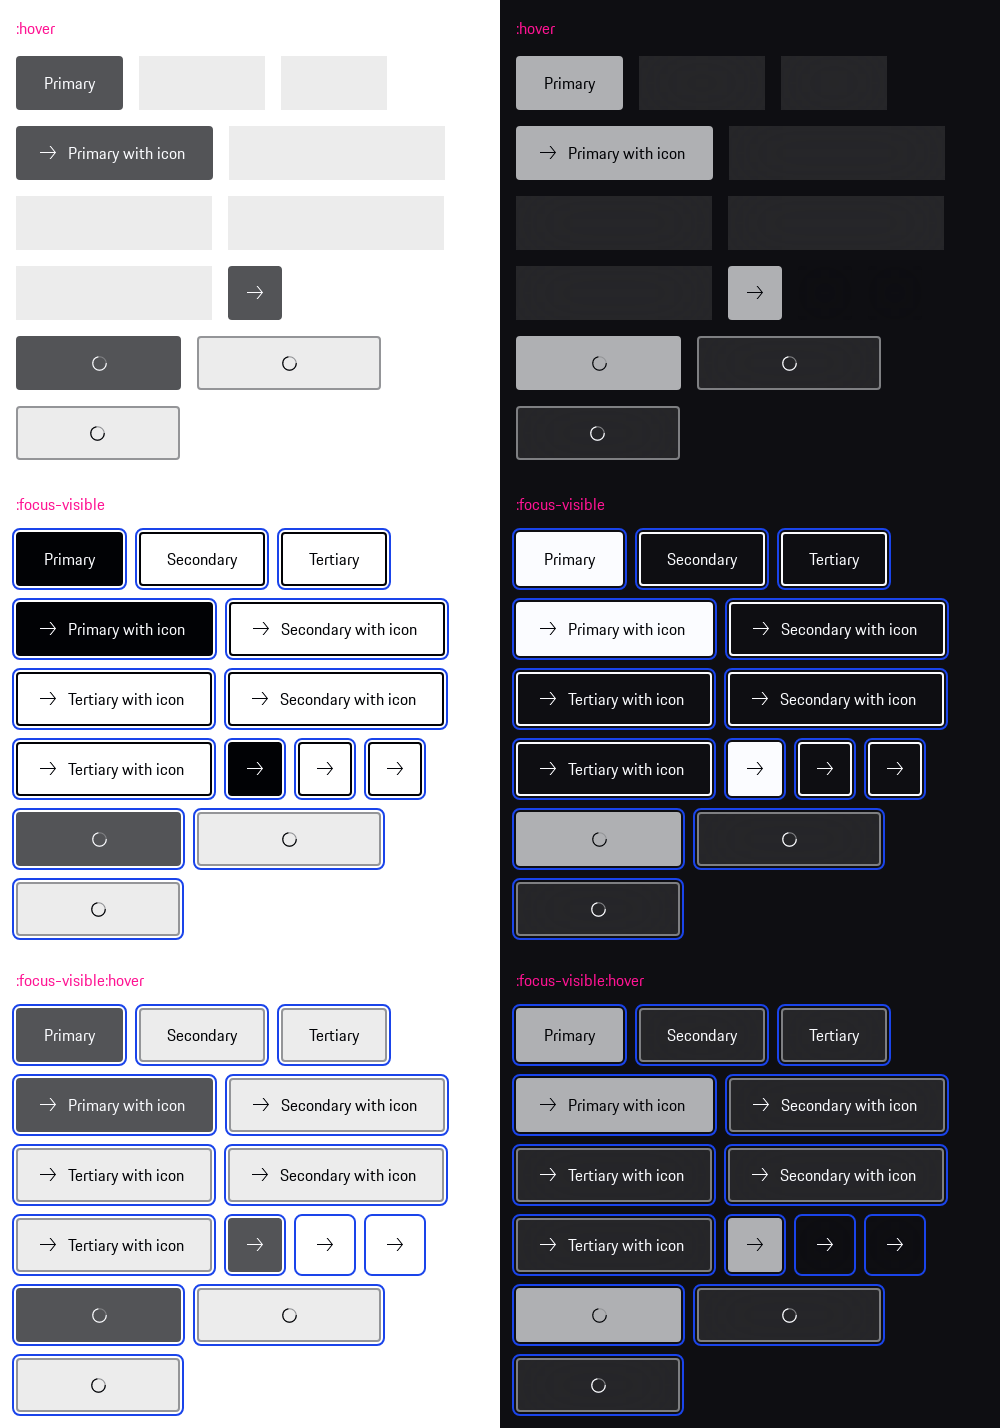 :hover
Primary
Primary with icon
:focus-visible
Primary Secondary Tertiary
Primary with icon Secondary with icon
Tertiary with icon Secondary with icon
Tertiary with icon
:focus-visible:hover
Primary Secondary Tertiary
Primary with icon Secondary with icon
Tertiary with icon Secondary with icon
Tertiary with icon
:hover
Primary
Primary with icon
:focus-visible
Primary Secondary Tertiary
Primary with icon Secondary with icon
Tertiary with icon Secondary with icon
Tertiary with icon
:focus-visible:hover
Primary Secondary Tertiary
Primary with icon Secondary with icon
Tertiary with icon Secondary with icon
Tertiary with icon